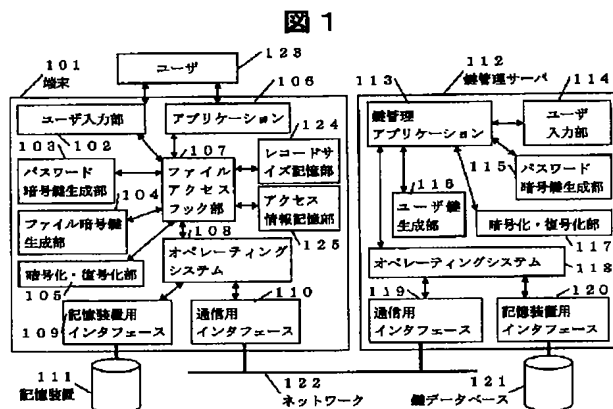 図1
101
端末
ユーザ
123
106
ユーザ入力部
アプリケーション
124
103
102
107
レコードサイズ記憶部
パスワード
暗号鍵生成部
ファイル
アクセス
フック部
104
アクセス
情報記憶部
ファイル暗号鍵
生成部
108
125
オペレーティング
システム
暗号化・復号化部
105
110
109
記憶装置用
インタフェース
通信用
インタフェース
111
記憶装置
122
ネットワーク
112
鍵管理サーバ
113
114
鍵管理
アプリケーション
ユーザ
入力部
115
パスワード
暗号鍵生成部
116
ユーザ鍵
生成部
暗号化・復号化部
117
オペレーティングシステム
118
119
120
通信用
インタフェース
記憶装置用
インタフェース
121
鍵データベース